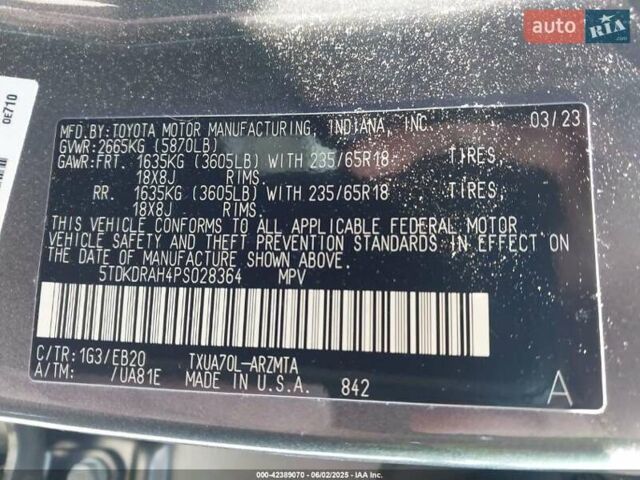 auto RIA .com
OE710
MFD.BY:TOYOTA MOTOR MANUFACTURING, INDIANA, INC. 03/23
GVWR:2665KG (5870LB)
GAWR:FRT. 1635KG (3605LB) WITH 235/65R18 TIRES,
18X8J RIMS.
RR. 1635KG (3605LB) WITH 235/65R18 TIRES,
18X8J RIMS.
THIS VEHICLE CONFORMS TO ALL APPLICABLE FEDERAL MOTOR
VEHICLE SAFETY AND THEFT PREVENTION STANDARDS IN EFFECT ON
THE DATE OF MANUFACTURE SHOWN ABOVE.
5TDKDRAH4PS028364 MPV
C/TR:1G3/EB20 TXUA70L-ARZMTA
A/TM: /UA81E MADE IN U.S.A. 842 A
000-42389070 - 06/02/2025 - IAA Inc.